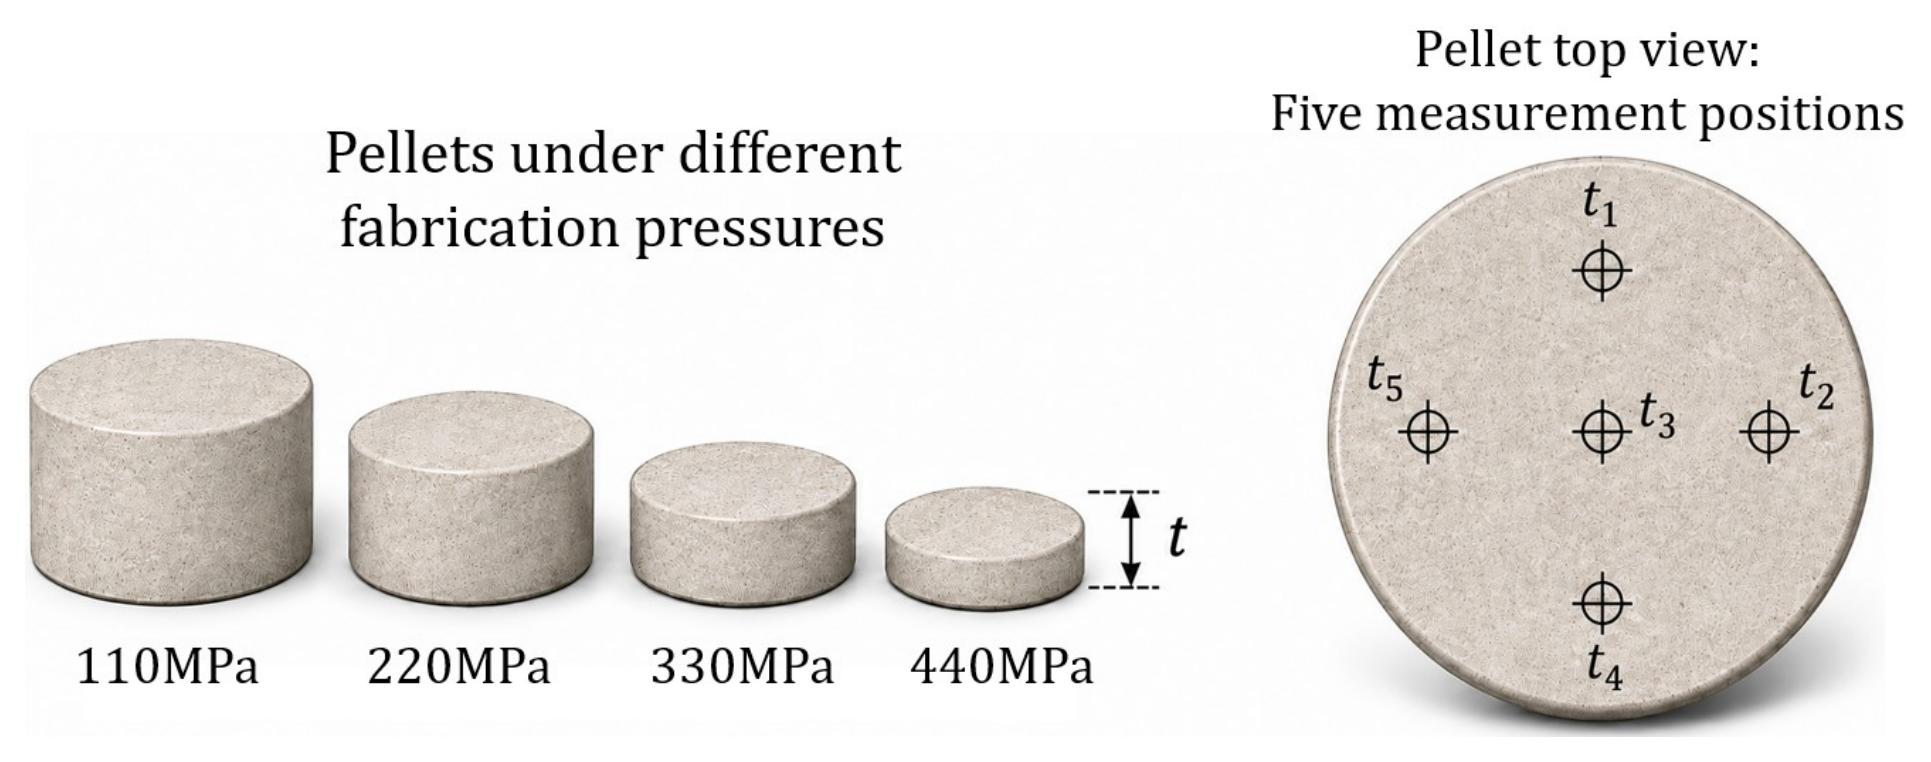 Pellets under different
fabrication pressures
110MPa
220MPa
330MPa
440MPa
t
Pellet top view:
Five measurement positions
t₁
t₅
t₃
t₂
t₄